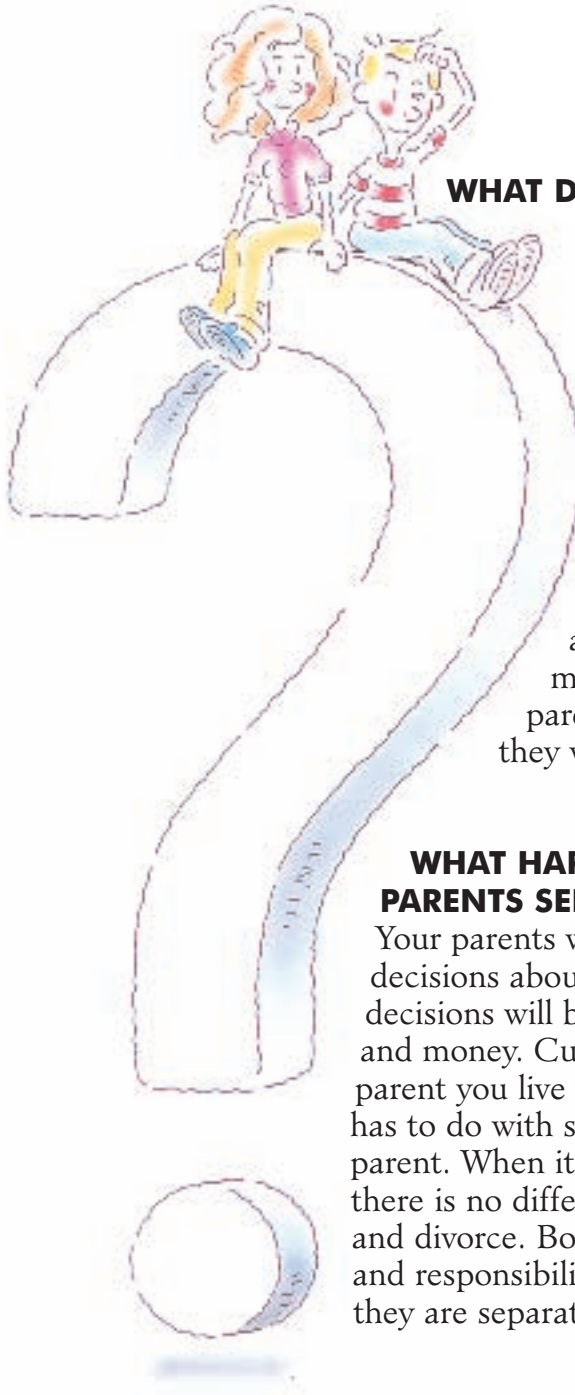 WHAT D
a
m
pare
they w
WHAT HAP
PARENTS SE
Your parents w
decisions abou
decisions will b
and money. Cu
parent you live
has to do with s
parent. When it
there is no diffe
and divorce. Bo
and responsibili
they are separat